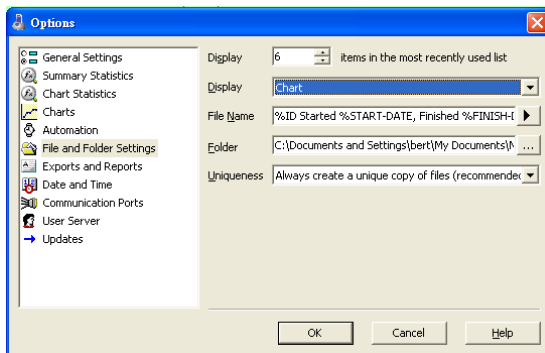 Options
General Settings
Summary Statistics
Chart Statistics
Charts
Automation
File and Folder Settings
Exports and Reports
Date and Time
Communication Ports
User Server
Updates
Display 6 items in the most recently used list
Display Chart
File Name %ID Started %START-DATE, Finished %FINISH-
Folder C:\Documents and Settings\bert\My Documents\
Uniqueness Always create a unique copy of files (recommended
OK Cancel Help